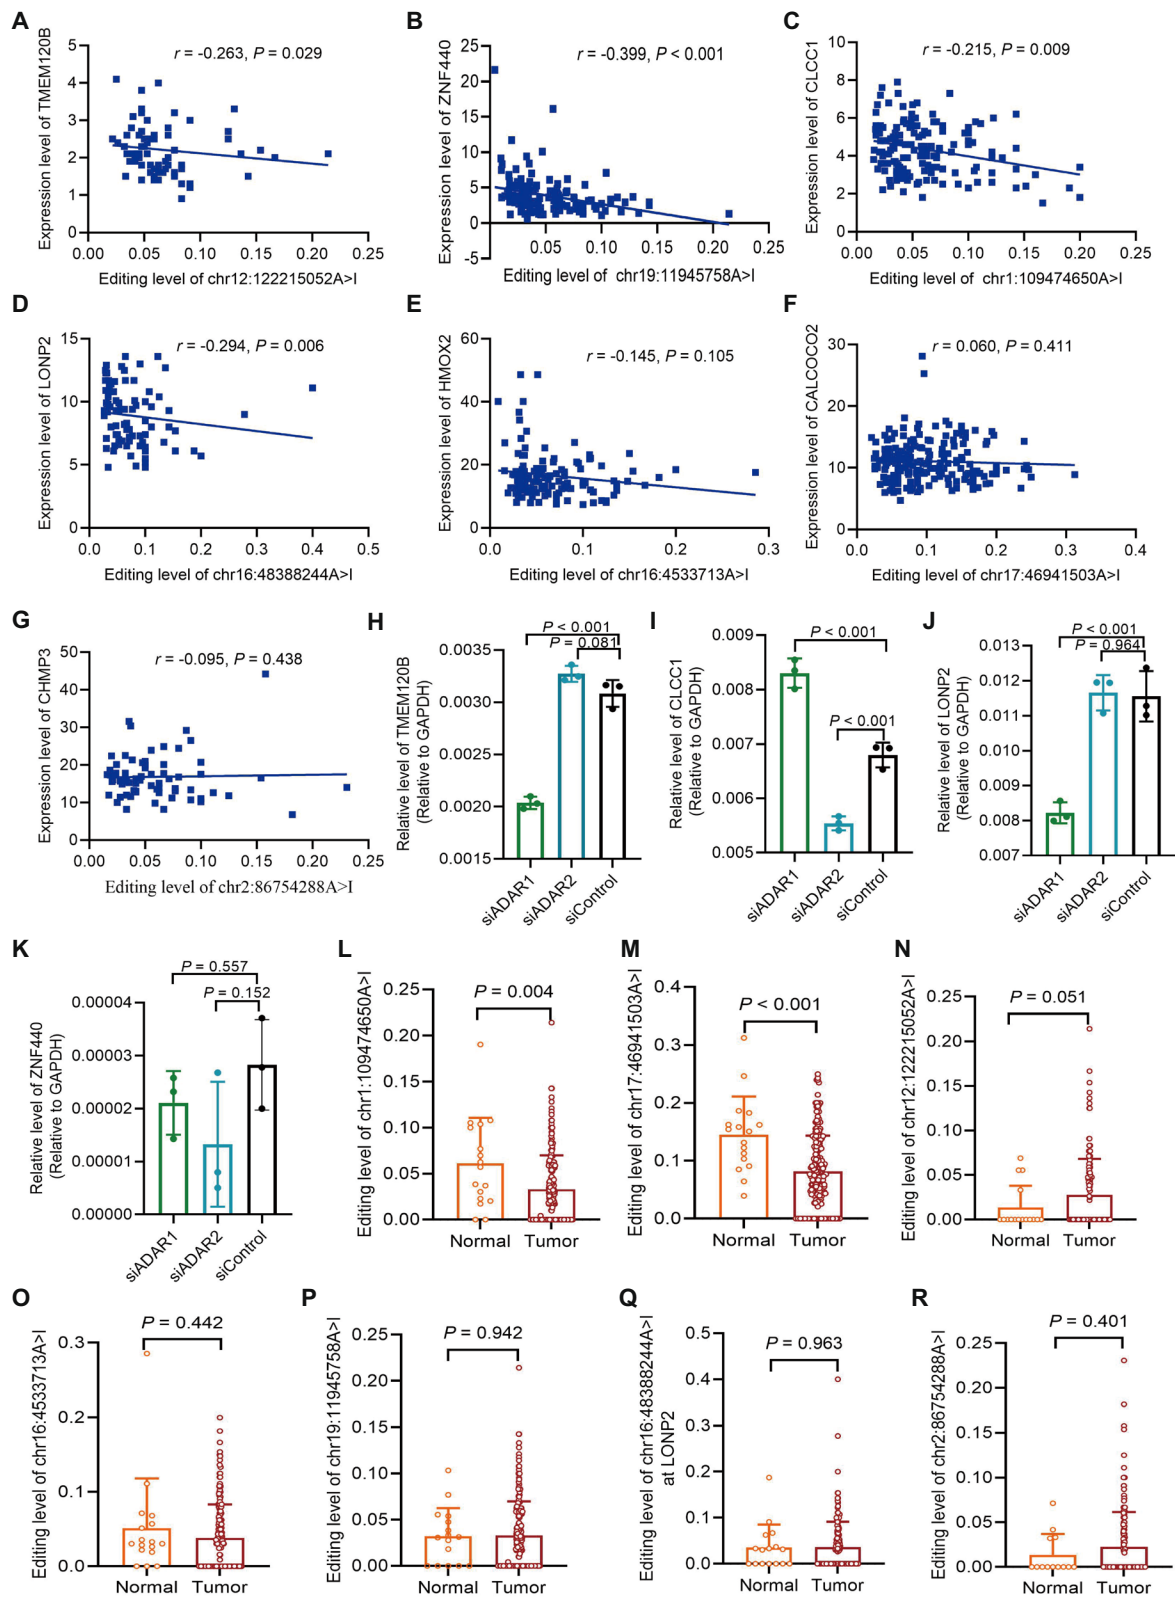 A
r = -0.263, P = 0.029
Expression level of TMEM120B
5
4
3
2
1
0
0.00 0.05 0.10 0.15 0.20 0.25
Editing level of chr12:122215052A>I
B
r = -0.399, P < 0.001
Expression level of ZNF440
25
20
15
10
5
0
-5
0.05 0.10 0.15 0.20 0.25
Editing level of chr19:11945758A>I
C
r = -0.215, P = 0.009
Expression level of CLCC1
10
8
6
4
2
0
0.00 0.05 0.10 0.15 0.20 0.25
Editing level of chr1:109474650A>I
D
r = -0.294, P = 0.006
Expression level of LONP2
15
10
5
0
0.0 0.1 0.2 0.3 0.4 0.5
Editing level of chr16:48388244A>I
E
r = -0.145, P = 0.105
Expression level of HMOX2
60
40
20
0
0.0 0.1 0.2 0.3
Editing level of chr16:4533713A>I
F
r = 0.060, P = 0.411
Expression level of CALCOCO2
30
20
10
0
0.0 0.1 0.2 0.3 0.4
Editing level of chr17:46941503A>I
G
r = -0.095, P = 0.438
Expression level of CHMP3
50
40
30
20
10
0
0.00 0.05 0.10 0.15 0.20 0.25
Editing level of chr2:86754288A>I
H
P < 0.001
P = 0.081
Relative level of TMEM120B
(Relative to GAPDH)
0.0035
0.0030
0.0025
0.0020
0.0015
siADAR1 siADAR2 siControl
I
P < 0.001
P < 0.001
Relative level of CLCC1
(Relative to GAPDH)
0.009
0.008
0.007
0.006
0.005
siADAR1 siADAR2 siControl
J
P < 0.001
P = 0.964
Relative level of LONP2
(Relative to GAPDH)
0.013
0.012
0.011
0.010
0.009
0.008
0.007
siADAR1 siADAR2 siControl
K
P = 0.557
P = 0.152
Relative level of ZNF440
(Relative to GAPDH)
0.00004
0.00003
0.00002
0.00001
0.00000
siADAR1 siADAR2 siControl
L
P = 0.004
Editing level of chr1:109474650A>I
0.25
0.20
0.15
0.10
0.05
0.00
Normal Tumor
M
P < 0.001
Editing level of chr17:46941503A>I
0.4
0.3
0.2
0.1
0.0
Normal Tumor
N
P = 0.051
Editing level of chr12:122215052A>I
0.25
0.20
0.15
0.10
0.05
0.00
Normal Tumor
O
P = 0.442
Editing level of chr16:4533713A>I
0.3
0.2
0.1
0.0
Normal Tumor
P
P = 0.942
Editing level of chr19:11945758A>I
0.25
0.20
0.15
0.10
0.05
0.00
Normal Tumor
Q
P = 0.963
Editing level of chr16:48388244A>I
at LONP2
0.5
0.4
0.3
0.2
0.1
0.0
Normal Tumor
R
P = 0.401
Editing level of chr2:86754288A>I
0.25
0.20
0.15
0.10
0.05
0.00
Normal Tumor